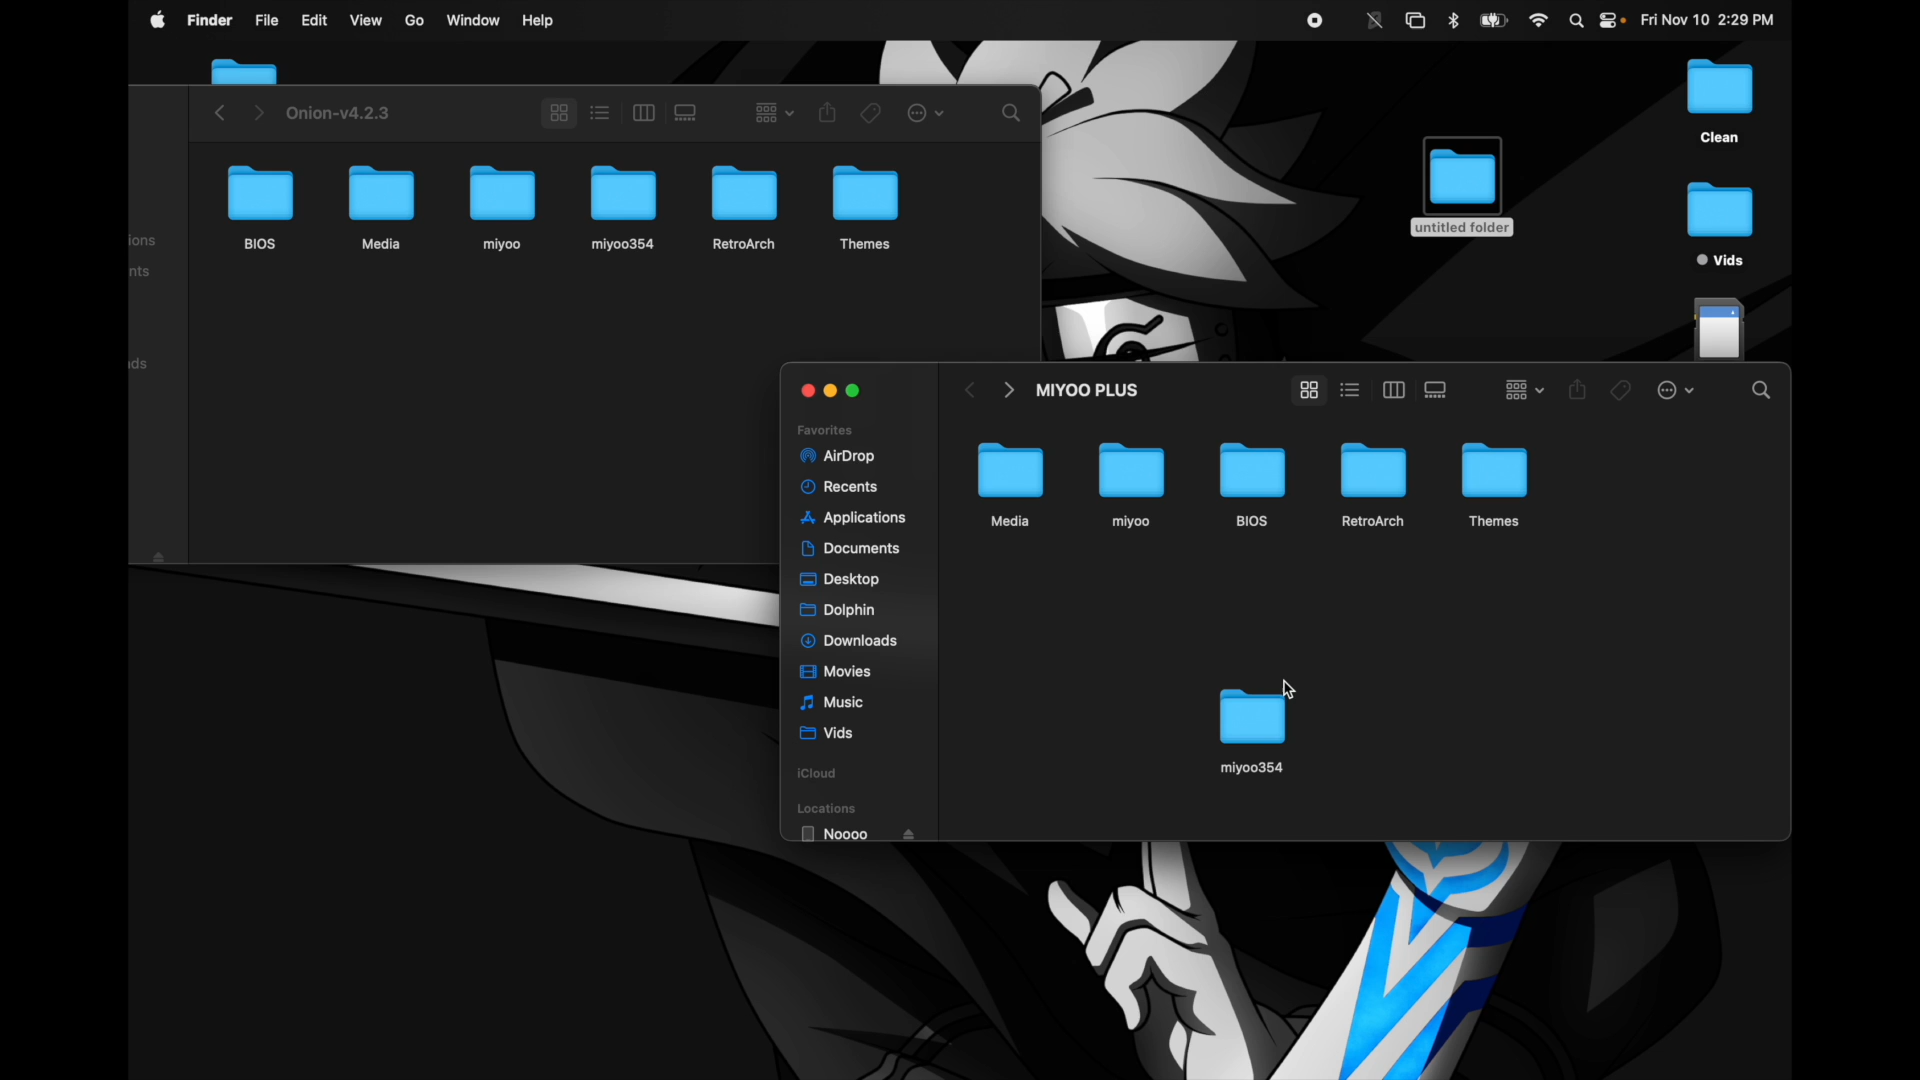 Finder File Edit View Go Window Help Fri Nov 10 2:29 PM
Onion-v4.2.3
BIOS Media miyoo miyoo354 RetroArch Themes
ions
nts
ds
untitled folder
Clean
Vids
MIYOO PLUS
Favorites
AirDrop
Recents
Applications
Documents
Desktop
Dolphin
Downloads
Movies
Music
Vids
iCloud
Locations
Noooo
Media miyoo BIOS RetroArch Themes
miyoo354